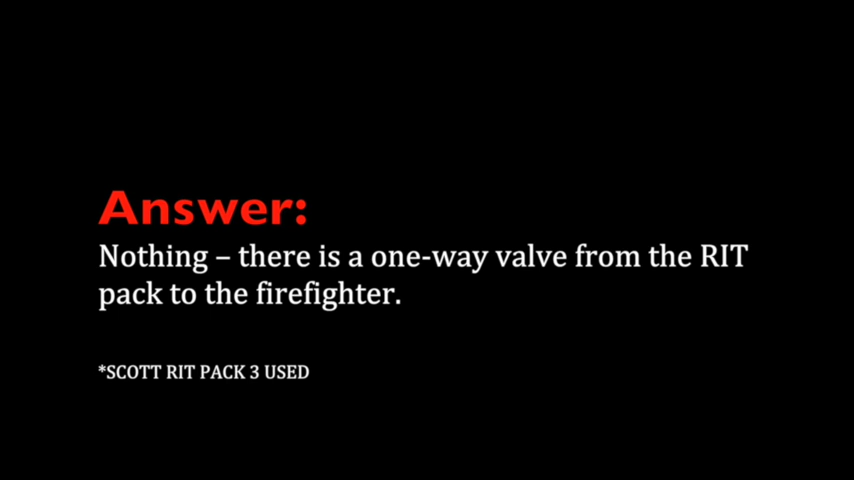 Answer:
Nothing – there is a one-way valve from the RIT
pack to the firefighter.
*SCOTT RIT PACK 3 USED